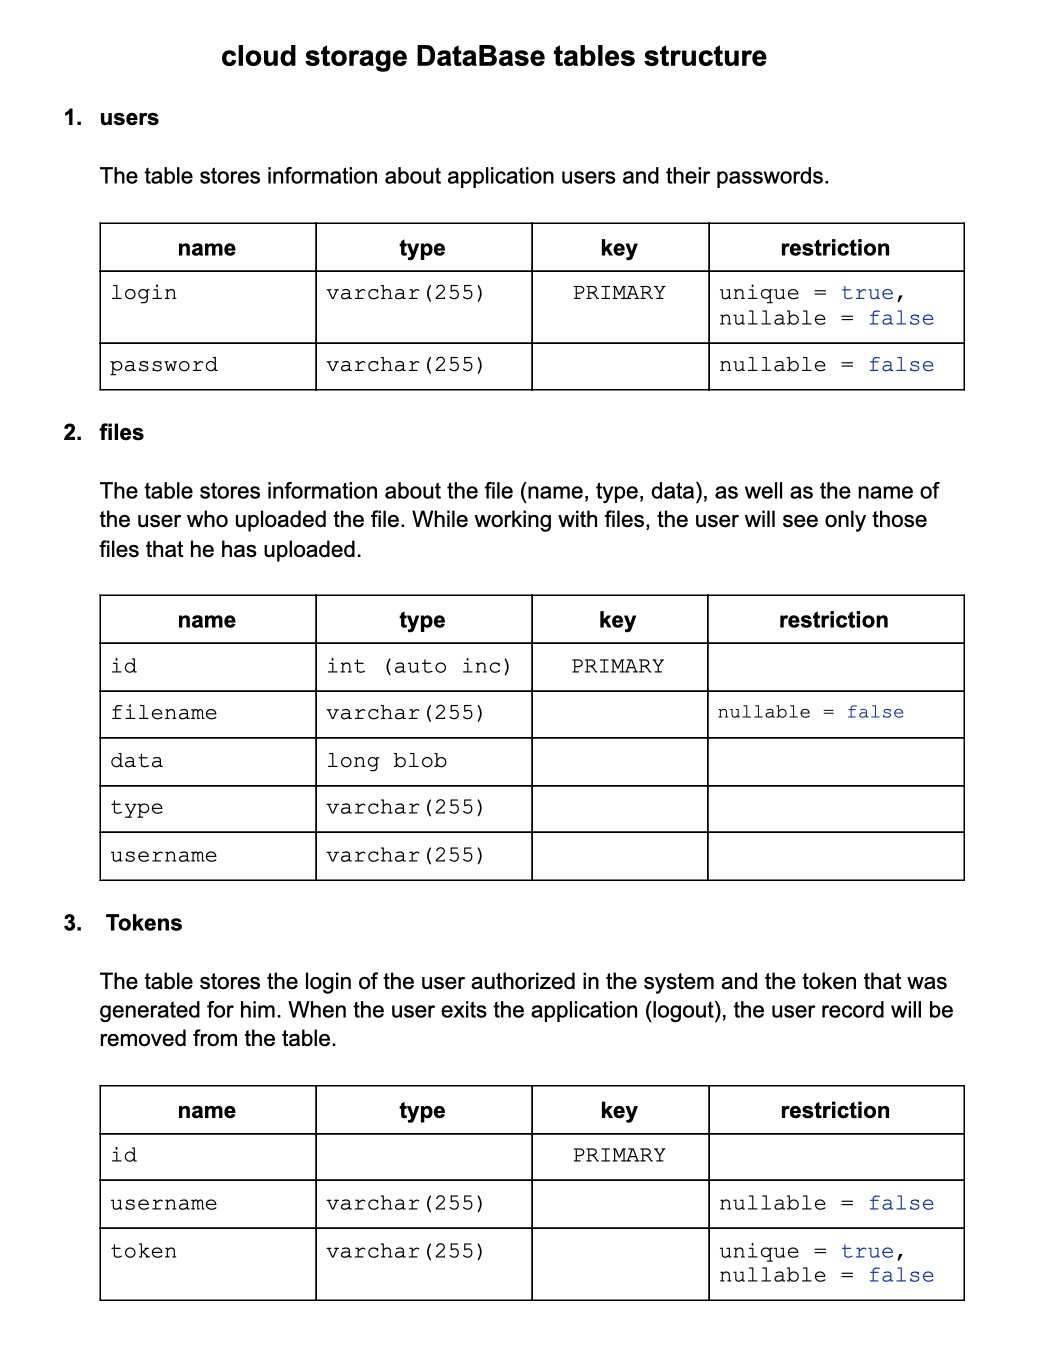 cloud storage DataBase tables structure
1. users
The table stores information about application users and their passwords.
name type key restriction
login varchar(255) PRIMARY unique = true,
nullable = false
password varchar(255) nullable = false
2. files
The table stores information about the file (name, type, data), as well as the name of
the user who uploaded the file. While working with files, the user will see only those
files that he has uploaded.
name type key restriction
id int (auto inc) PRIMARY
filename varchar(255) nullable = false
data long blob
type varchar(255)
username varchar(255)
3. Tokens
The table stores the login of the user authorized in the system and the token that was
generated for him. When the user exits the application (logout), the user record will be
removed from the table.
name type key restriction
id PRIMARY
username varchar(255) nullable = false
token varchar(255) unique = true,
nullable = false